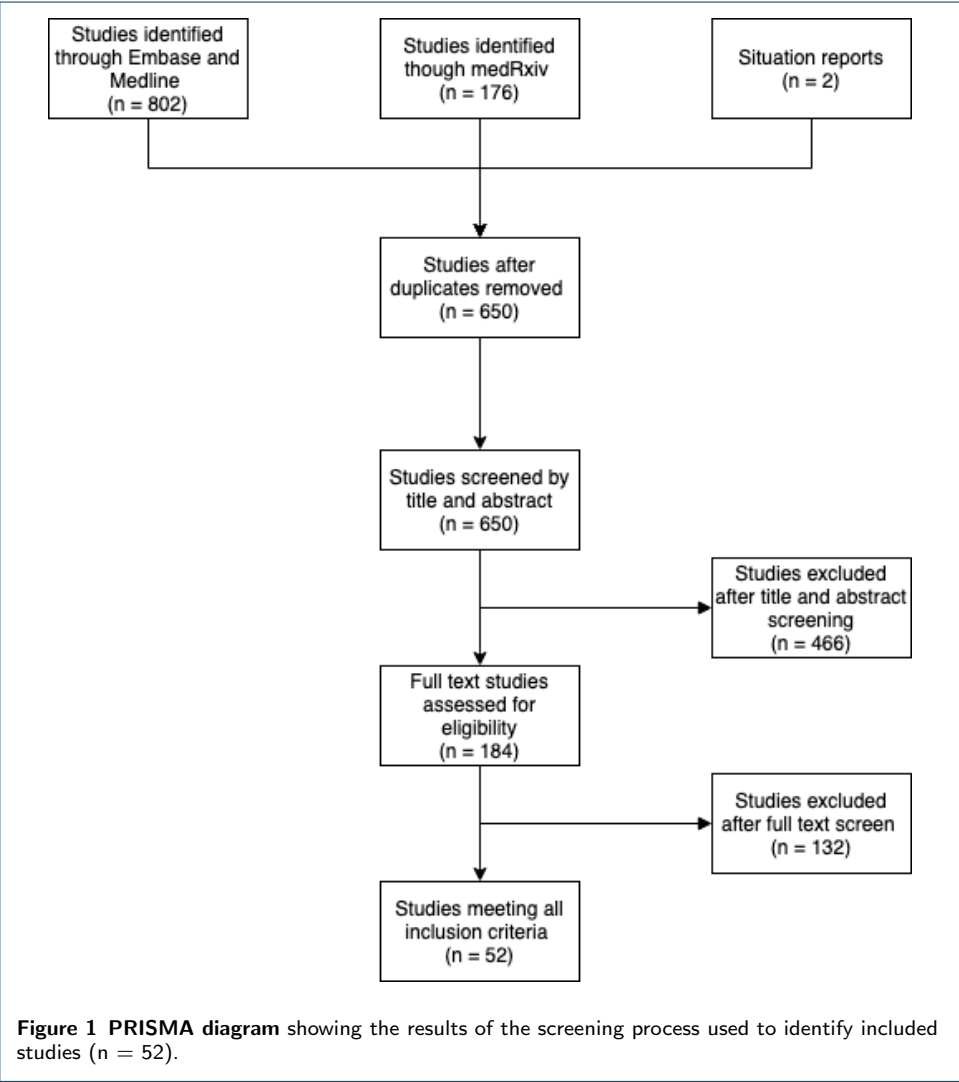 Studies identified
through Embase and
Medline
(n = 802)
Studies identified
though medRxiv
(n = 176)
Situation reports
(n = 2)
Studies after
duplicates removed
(n = 650)
Studies screened by
title and abstract
(n = 650)
Studies excluded
after title and abstract
screening
(n = 466)
Full text studies
assessed for
eligibility
(n = 184)
Studies excluded
after full text screen
(n = 132)
Studies meeting all
inclusion criteria
(n = 52)
Figure 1 PRISMA diagram showing the results of the screening process used to identify included
studies (n = 52).